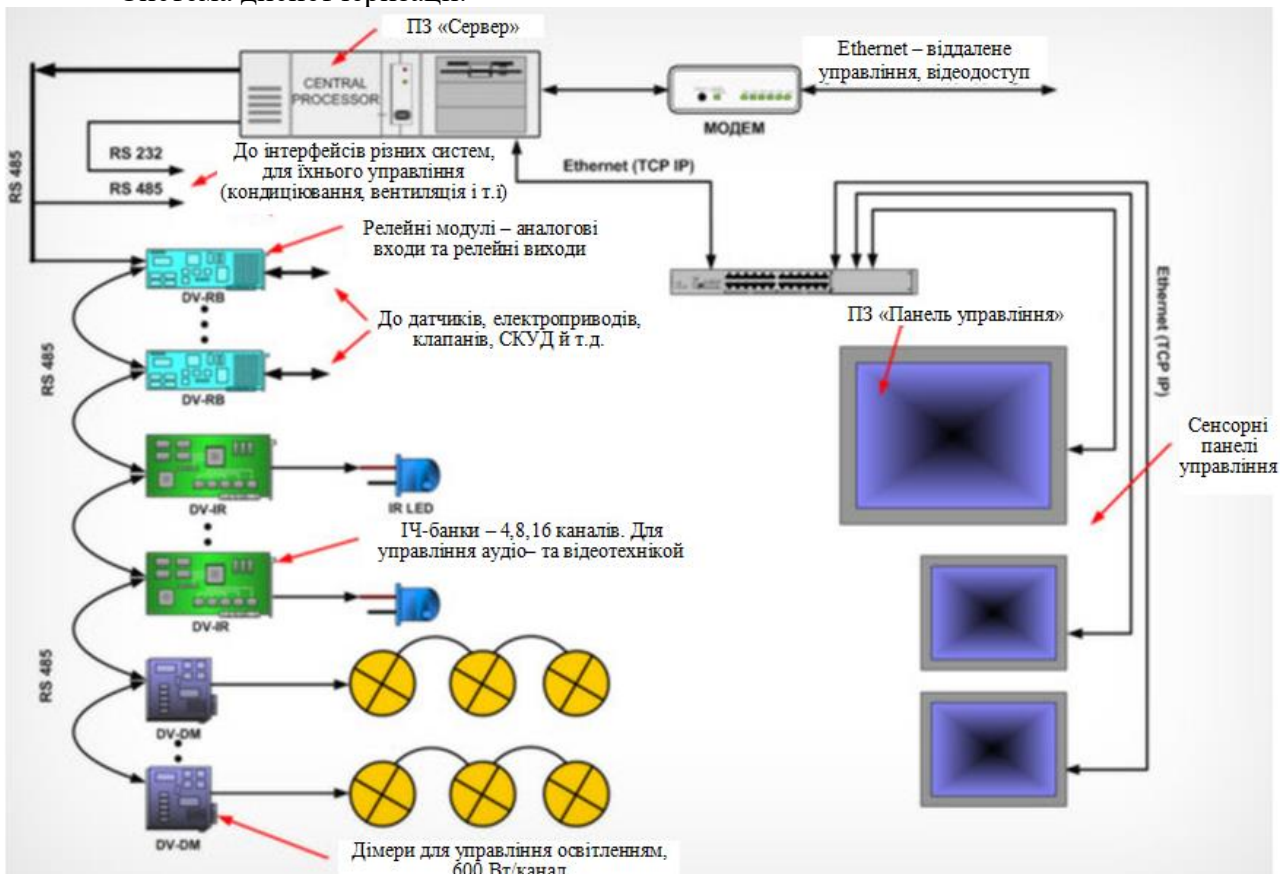 ПЗ «Сервер»
Ethernet – віддалене
управління, відеодоступ
CENTRAL
PROCESSOR
МОДЕМ
RS 485
RS 232
RS 485
До інтерфейсів різних систем,
для їхнього управління
(кондиціювання, вентиляція і т.ї)
Ethernet (TCP IP)
Релейні модулі – аналогові
входи та релейні виходи
DV-RB
До датчиків, електроприводів,
клапанів, СКУД й т.д.
ПЗ «Панель управління»
Ethernet (TCP IP)
RS 485
DV-RB
Сенсорні
панелі
управління
DV-IR
IR LED
ІЧ-банки – 4,8,16 каналів. Для
управління аудіо– та відеотехнікой
DV-IR
RS 485
DV-DM
DV-DM
Дімери для управління освітленням,
600 Вт/канал